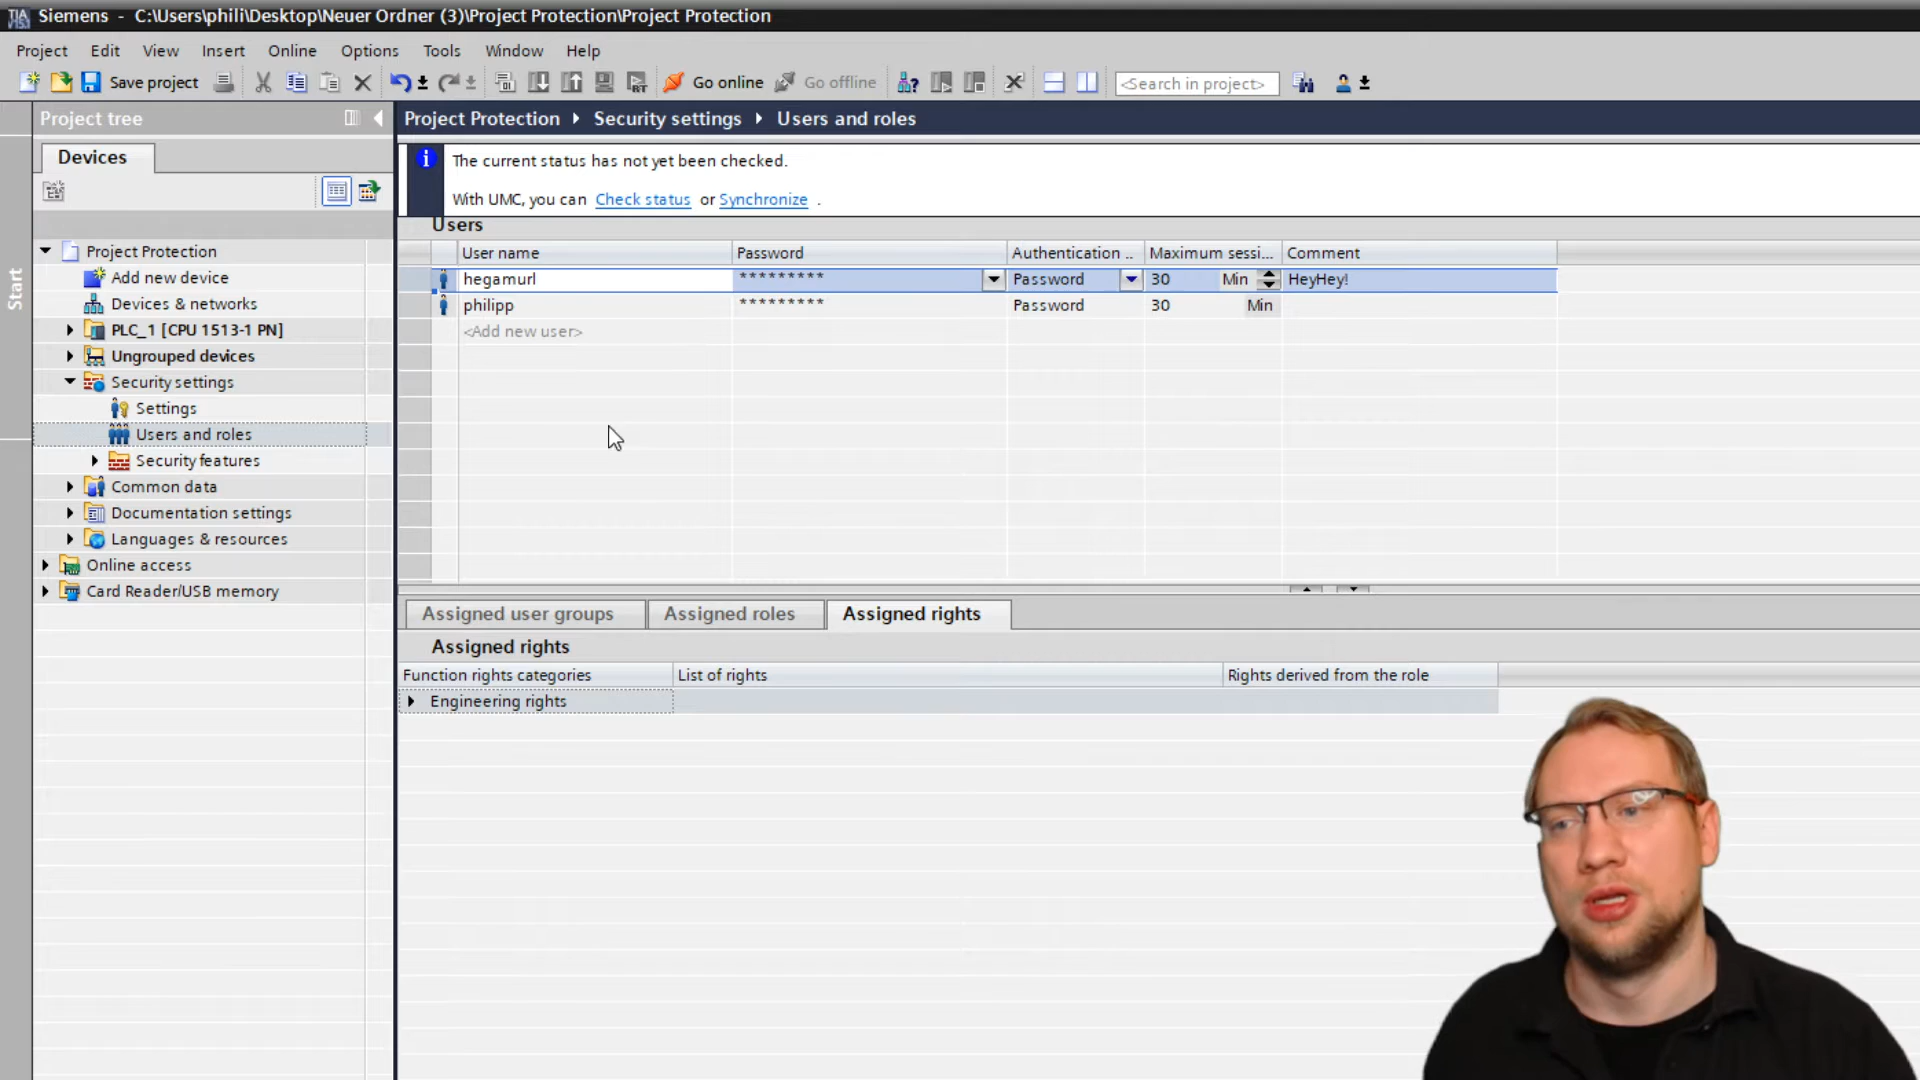 Siemens - C:\Users\phili\Desktop\Neuer Ordner (3)\Project Protection\Project Protection
Project Edit View Insert Online Options Tools Window Help
Save project Go online Go offline <Search in project>
Project tree
Devices
Start
Project Protection
Add new device
Devices & networks
PLC_1 [CPU 1513-1 PN]
Ungrouped devices
Security settings
Settings
Users and roles
Security features
Common data
Documentation settings
Languages & resources
Online access
Card Reader/USB memory
Project Protection Security settings Users and roles
The current status has not yet been checked.
With UMC, you can Check status or Synchronize .
Users
User name Password Authentication .. Maximum sessi... Comment
hegamurl ********* Password 30 Min HeyHey!
philipp ********* Password 30 Min
<Add new user>
Assigned user groups Assigned roles Assigned rights
Assigned rights
Function rights categories List of rights Rights derived from the role
Engineering rights